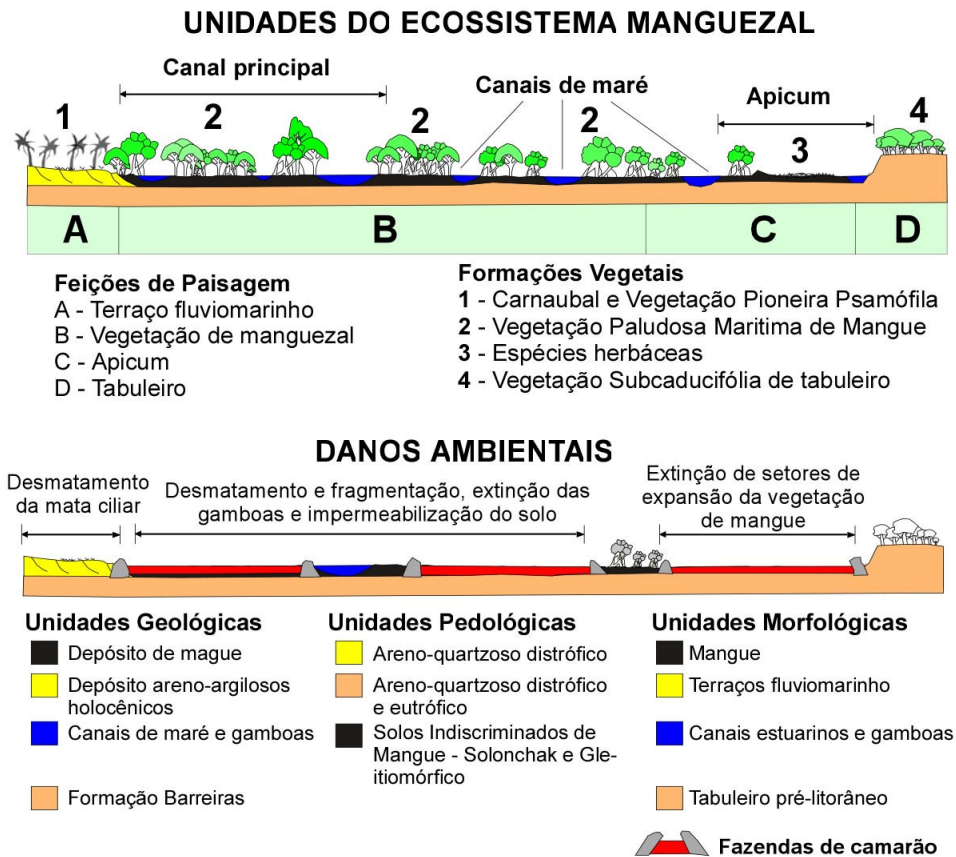 UNIDADES DO ECOSSISTEMA MANGUEZAL
Canal principal
Canais de maré
Apicum
1
2
2
2
3
4
A
B
C
D
Feições de Paisagem
A - Terraço fluviomarinho
B - Vegetação de manguezal
C - Apicum
D - Tabuleiro
Formações Vegetais
1 - Carnaubal e Vegetação Pioneira Psamófila
2 - Vegetação Paludosa Maritima de Mangue
3 - Espécies herbáceas
4 - Vegetação Subcaducifólia de tabuleiro
DANOS AMBIENTAIS
Desmatamento
da mata ciliar
Desmatamento e fragmentação, extinção das
gamboas e impermeabilização do solo
Extinção de setores de
expansão da vegetação
de mangue
Unidades Geológicas
Depósito de mague
Depósito areno-argilosos
holocênicos
Canais de maré e gamboas
Formação Barreiras
Unidades Pedológicas
Areno-quartzoso distrófico
Areno-quartzoso distrófico
e eutrófico
Solos Indiscriminados de
Mangue - Solonchak e Gle-
itiomórfico
Unidades Morfológicas
Mangue
Terraços fluviomarinho
Canais estuarinos e gamboas
Tabuleiro pré-litorâneo
Fazendas de camarão